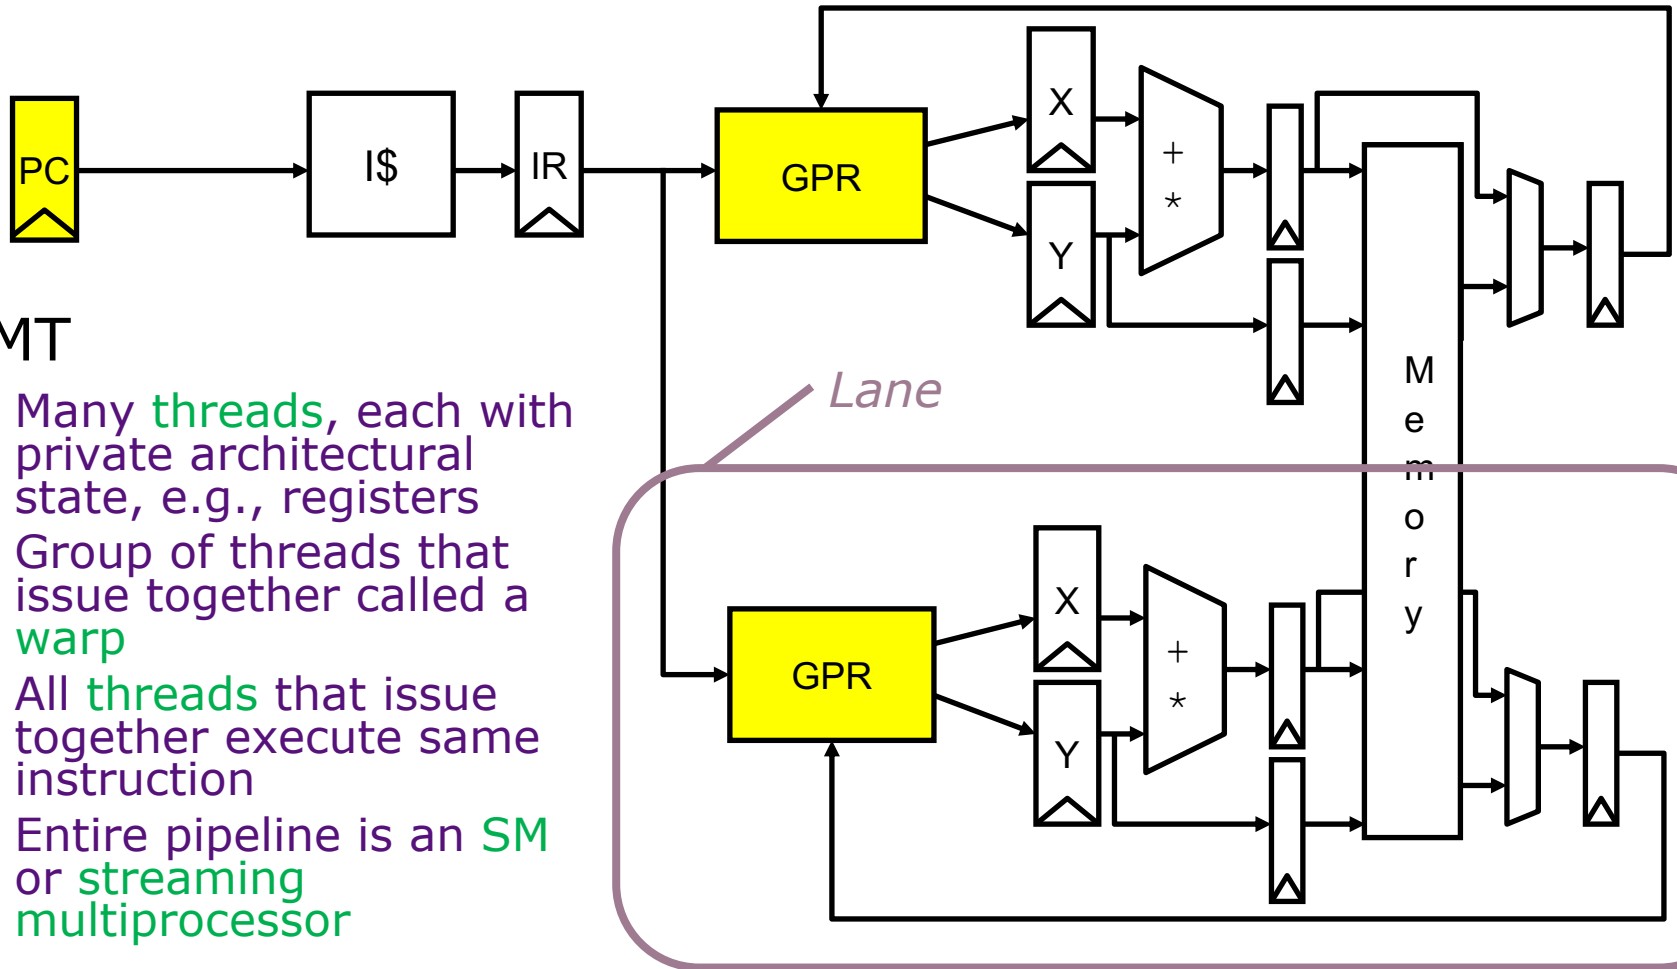 PC
I$
IR
GPR
X
Y
+
*
MT
Many threads, each with
private architectural
state, e.g., registers
Group of threads that
issue together called a
warp
All threads that issue
together execute same
instruction
Entire pipeline is an SM
or streaming
multiprocessor
Lane
Memory
GPR
X
Y
+
*